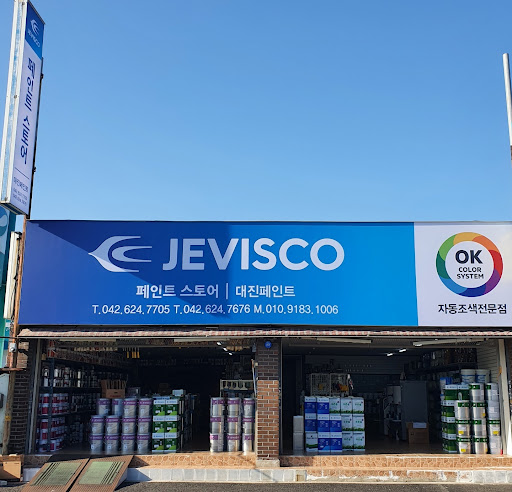 JEVISCO
페인트 스토어
JEVISCO
페인트 스토어 | 대진페인트
T.042.624.7705 T.042.624.7676 M.010.9183.1006
OK
COLOR
SYSTEM
자동조색전문점